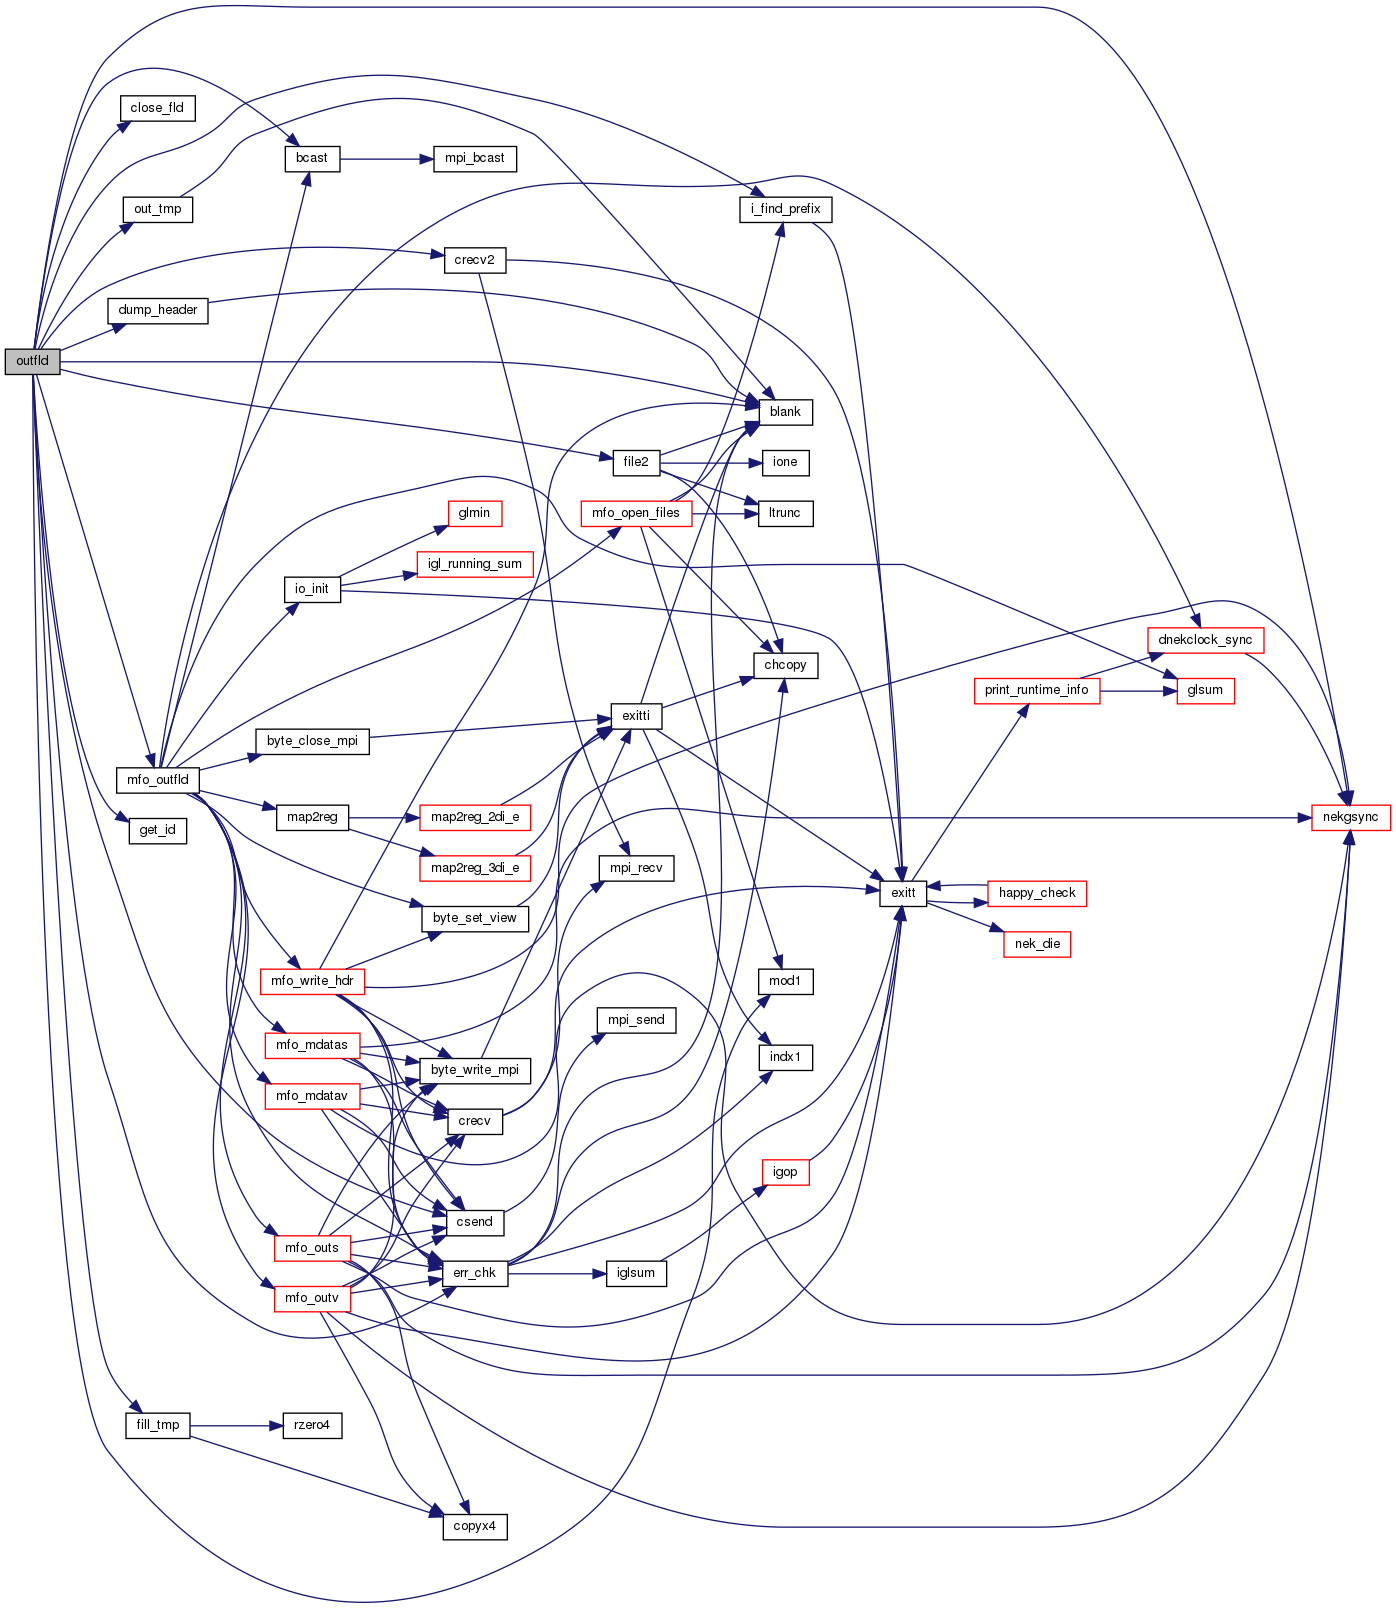 close_fld
bcast
mpi_bcast
out_tmp
i_find_prefix
crecv2
dump_header
outfld
blank
file2
ione
glmin
mfo_open_files
ltrunc
igl_running_sum
io_init
dnekclock_sync
chcopy
print_runtime_info
glsum
exitti
byte_close_mpi
mfo_outfld
map2reg
map2reg_2di_e
nekgsync
get_id
map2reg_3di_e
mpi_recv
exitt
happy_check
byte_set_view
nek_die
mfo_write_hdr
mod1
mpi_send
mfo_mdatas
indx1
byte_write_mpi
mfo_mdatav
crecv
igop
csend
mfo_outs
err_chk
iglsum
mfo_outv
fill_tmp
rzero4
copyx4